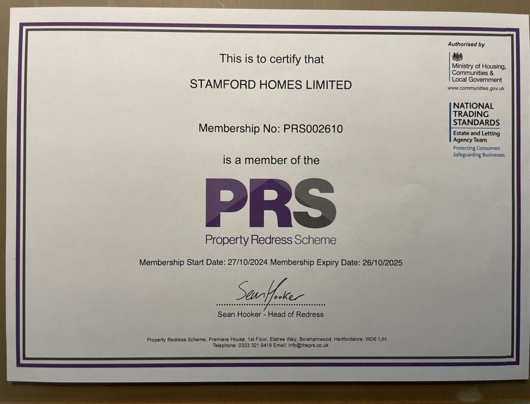 This is to certify that
STAMFORD HOMES LIMITED
Membership No: PRS002610
is a member of the
PRS
Property Redress Scheme
Membership Start Date: 27/10/2024 Membership Expiry Date: 26/10/2025
Sean Hooker
Sean Hooker - Head of Redress
Property Redress Scheme, Premiere House, 1st Floor, Elstree Way, Borehamwood, Hertfordshire, WD6 1JH
Telephone: 0333 321 9418 Email: info@theprs.co.uk
Authorised by
Ministry of Housing,
Communities &
Local Government
www.communities.gov.uk
NATIONAL
TRADING
STANDARDS
Estate and Letting
Agency Team
Protecting Consumers
Safeguarding Businesses